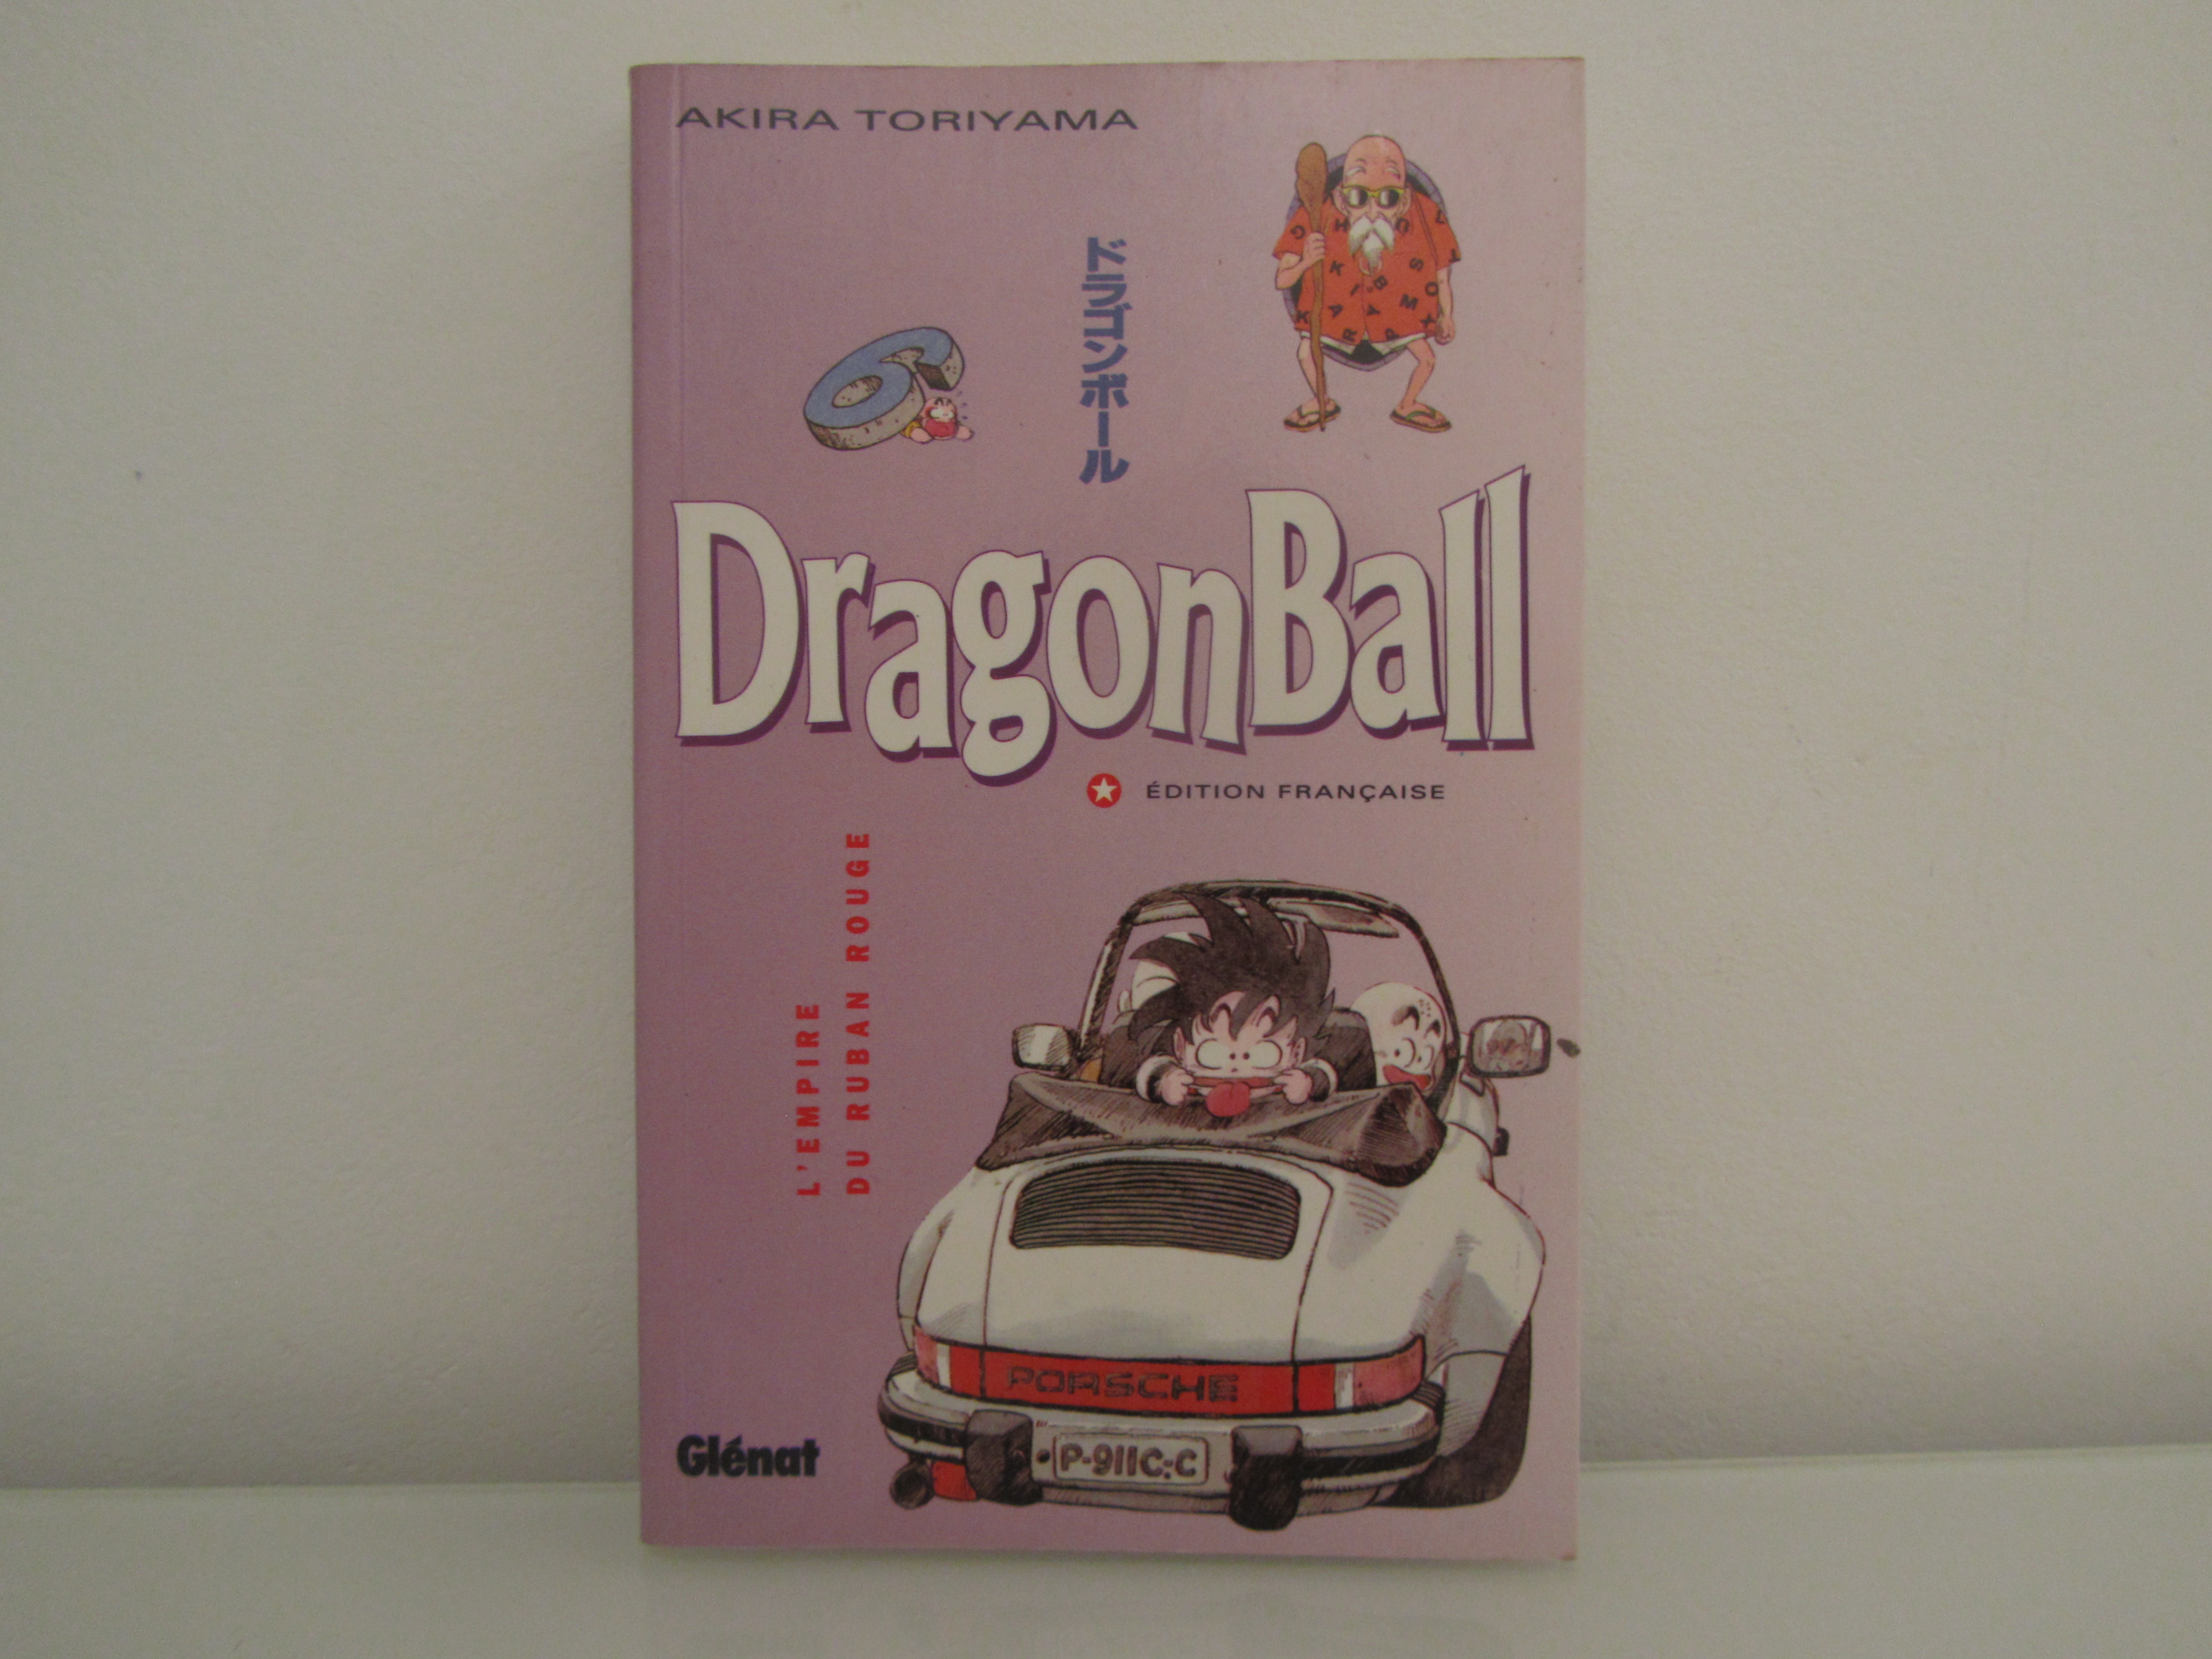 AKIRA TORIYAMA
ドラゴンボール
6
DragonBall
ÉDITION FRANÇAISE
L'EMPIRE
DU RUBAN ROUGE
PORSCHE
P-911C-C
Glénat